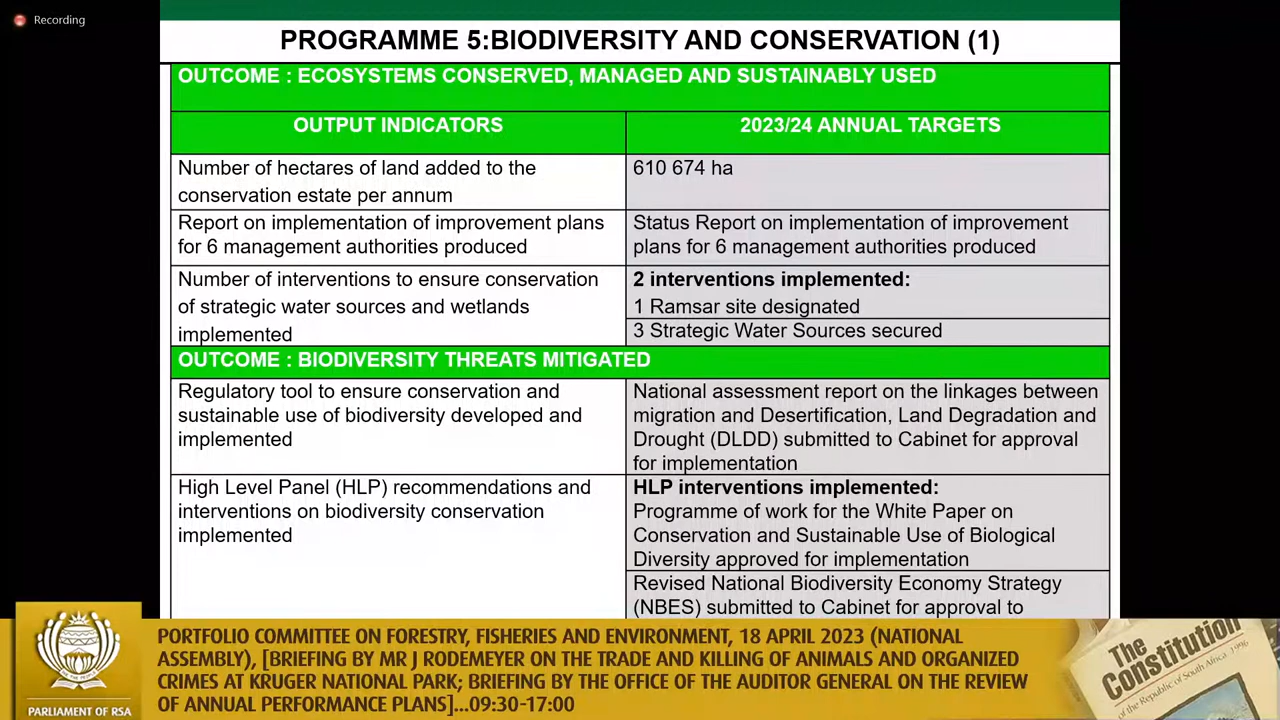 Recording
PROGRAMME 5:BIODIVERSITY AND CONSERVATION (1)
OUTCOME : ECOSYSTEMS CONSERVED, MANAGED AND SUSTAINABLY USED
OUTPUT INDICATORS
2023/24 ANNUAL TARGETS
Number of hectares of land added to the
conservation estate per annum
610 674 ha
Report on implementation of improvement plans
for 6 management authorities produced
Status Report on implementation of improvement
plans for 6 management authorities produced
Number of interventions to ensure conservation
of strategic water sources and wetlands
implemented
2 interventions implemented:
1 Ramsar site designated
3 Strategic Water Sources secured
OUTCOME : BIODIVERSITY THREATS MITIGATED
Regulatory tool to ensure conservation and
sustainable use of biodiversity developed and
implemented
National assessment report on the linkages between
migration and Desertification, Land Degradation and
Drought (DLDD) submitted to Cabinet for approval
for implementation
High Level Panel (HLP) recommendations and
interventions on biodiversity conservation
implemented
HLP interventions implemented:
Programme of work for the White Paper on
Conservation and Sustainable Use of Biological
Diversity approved for implementation
Revised National Biodiversity Economy Strategy
(NBES) submitted to Cabinet for approval to
PORTFOLIO COMMITTEE ON FORESTRY, FISHERIES AND ENVIRONMENT, 18 APRIL 2023 (NATIONAL
ASSEMBLY), [BRIEFING BY MR J RODEMEYER ON THE TRADE AND KILLING OF ANIMALS AND ORGANIZED
CRIMES AT KRUGER NATIONAL PARK; BRIEFING BY THE OFFICE OF THE AUDITOR GENERAL ON THE REVIEW
OF ANNUAL PERFORMANCE PLANS]...09:30-17:00
PARLIAMENT OF RSA
The
Constitution
of the Republic of South Africa, 1996